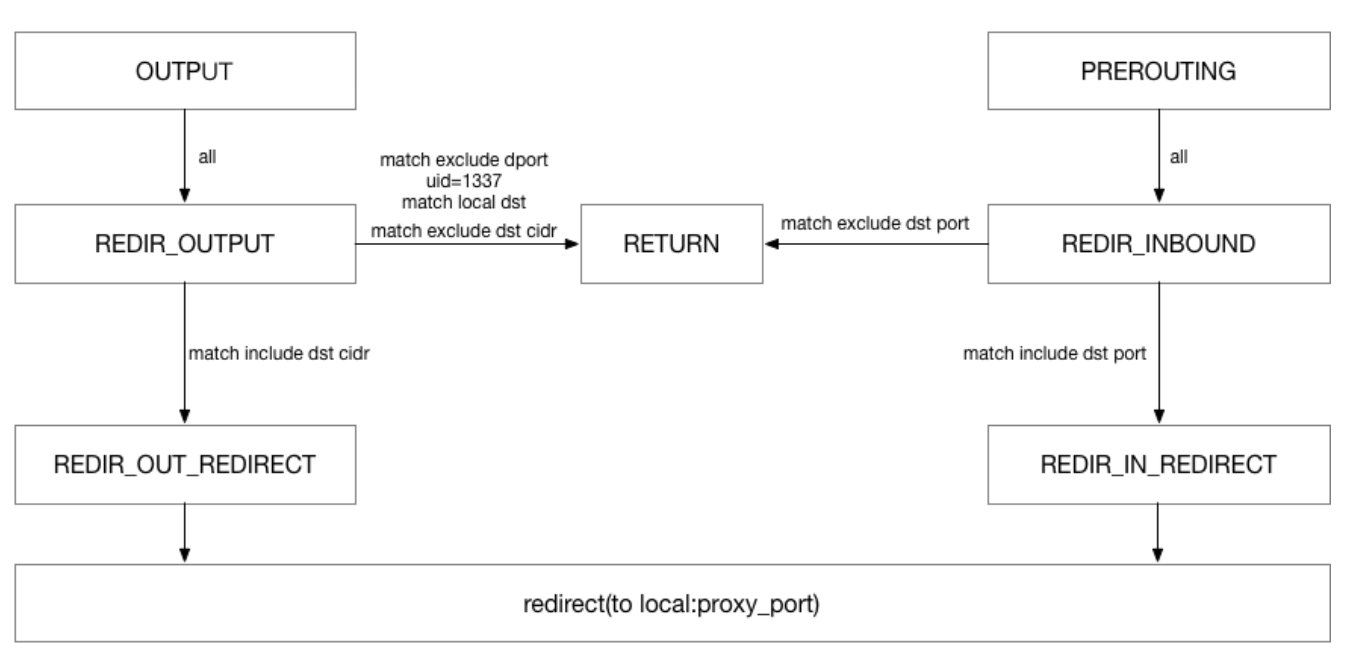 OUTPUT
PREROUTING
all
all
match exclude dport
uid=1337
match local dst
match exclude dst cidr
match exclude dst port
REDIR_OUTPUT
RETURN
REDIR_INBOUND
match include dst cidr
match include dst port
REDIR_OUT_REDIRECT
REDIR_IN_REDIRECT
redirect(to local:proxy_port)